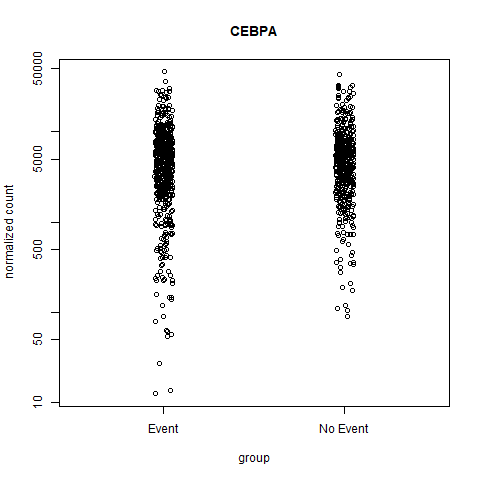 CEBPA
normalized count
50000
5000
500
50
10
Event
No Event
group